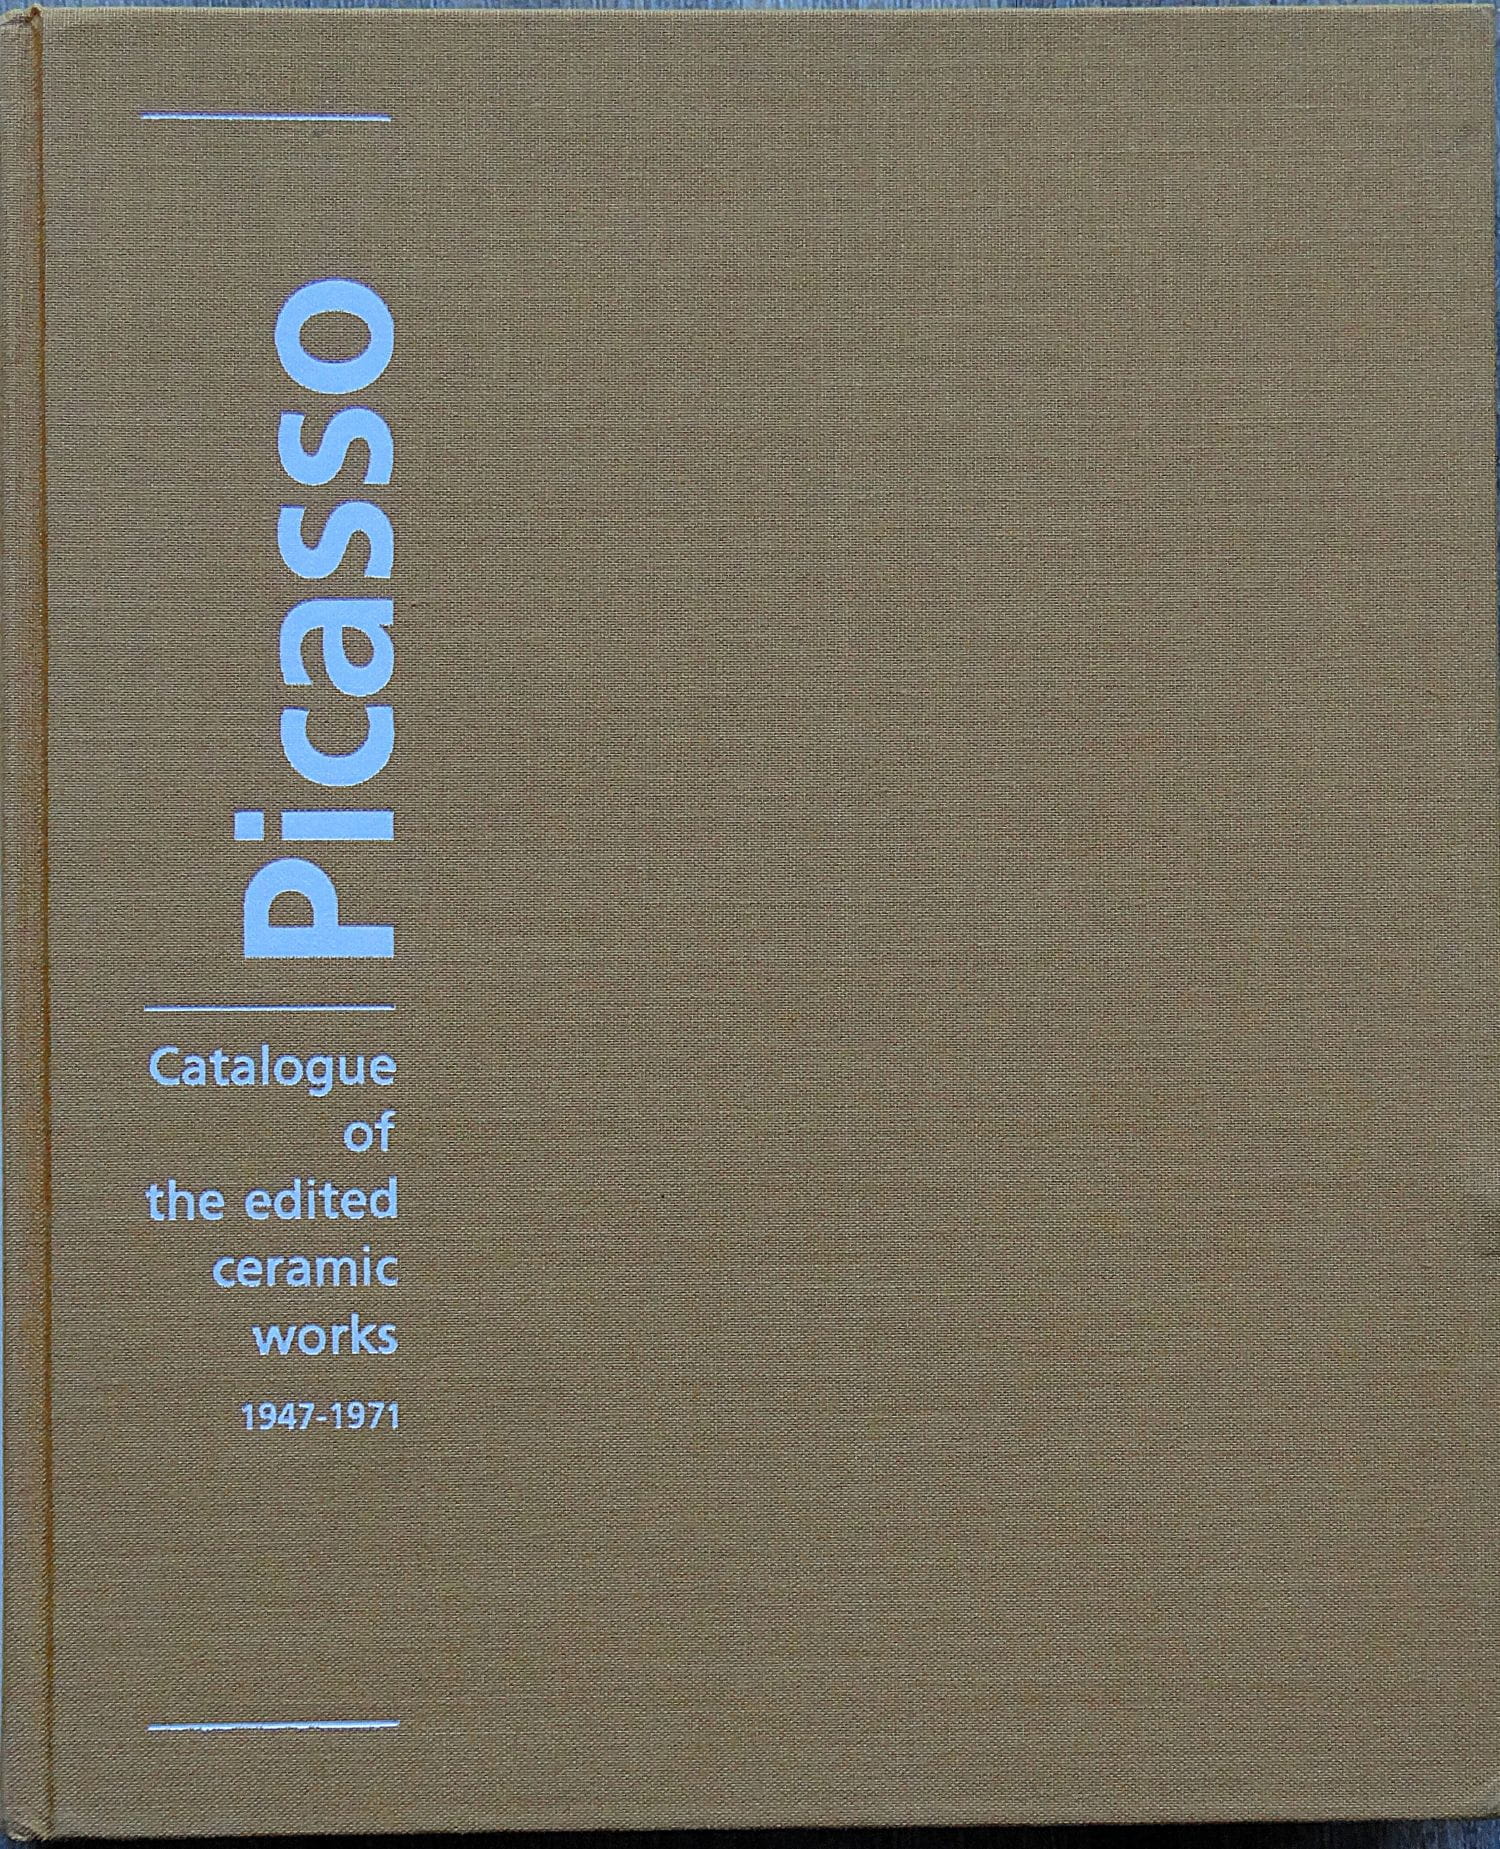 Picasso
Catalogue
of
the edited
ceramic
works
1947-1971